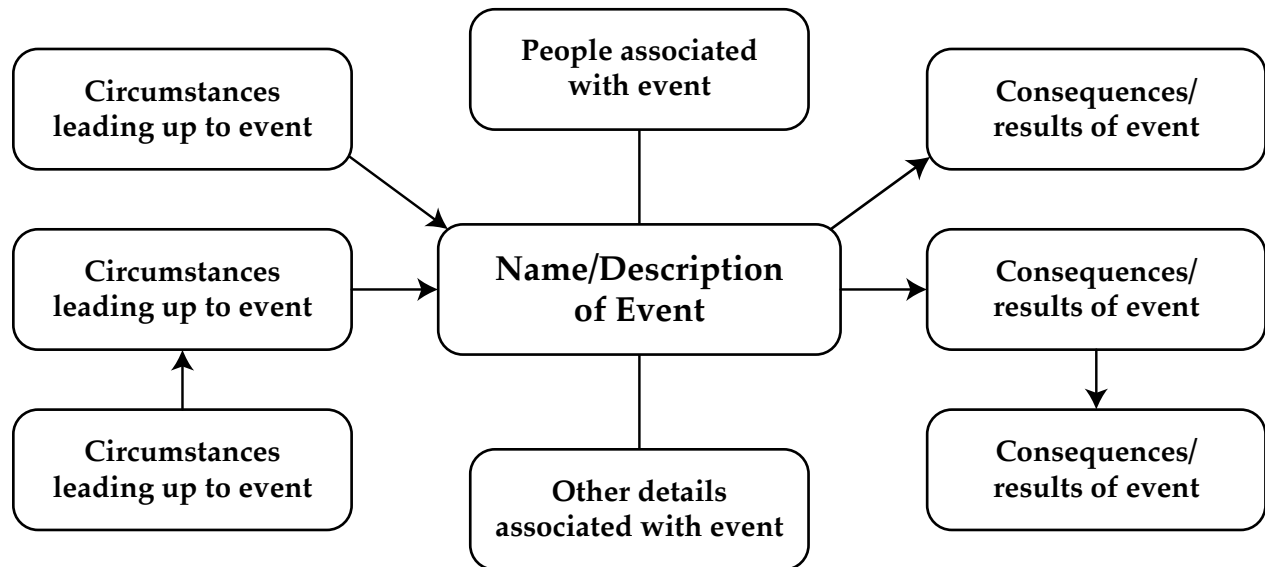 People associated
with event
Circumstances
leading up to event
Consequences/
results of event
Circumstances
leading up to event
Name/Description
of Event
Consequences/
results of event
Circumstances
leading up to event
Other details
associated with event
Consequences/
results of event